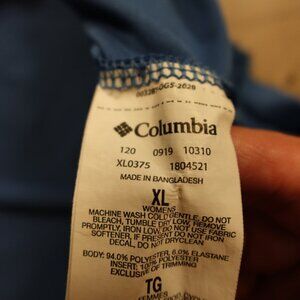 Columbia
120 0919 10310
XL0375 1804521
MADE IN BANGLADESH
XL
WOMENS
MACHINE WASH COLD GENTLE, DO NOT
BLEACH, TUMBLE DRY LOW, REMOVE
PROMPTLY, IRON LOW, DO NOT USE FABRIC
SOFTENER, IF PRESENT DO NOT IRON
DECAL, DO NOT DRYCLEAN
BODY: 94.0% POLYESTER, 6.0% ELASTANE
INSERT: 100% POLYESTER
EXCLUSIVE OF TRIMMING
TG
FEMMES